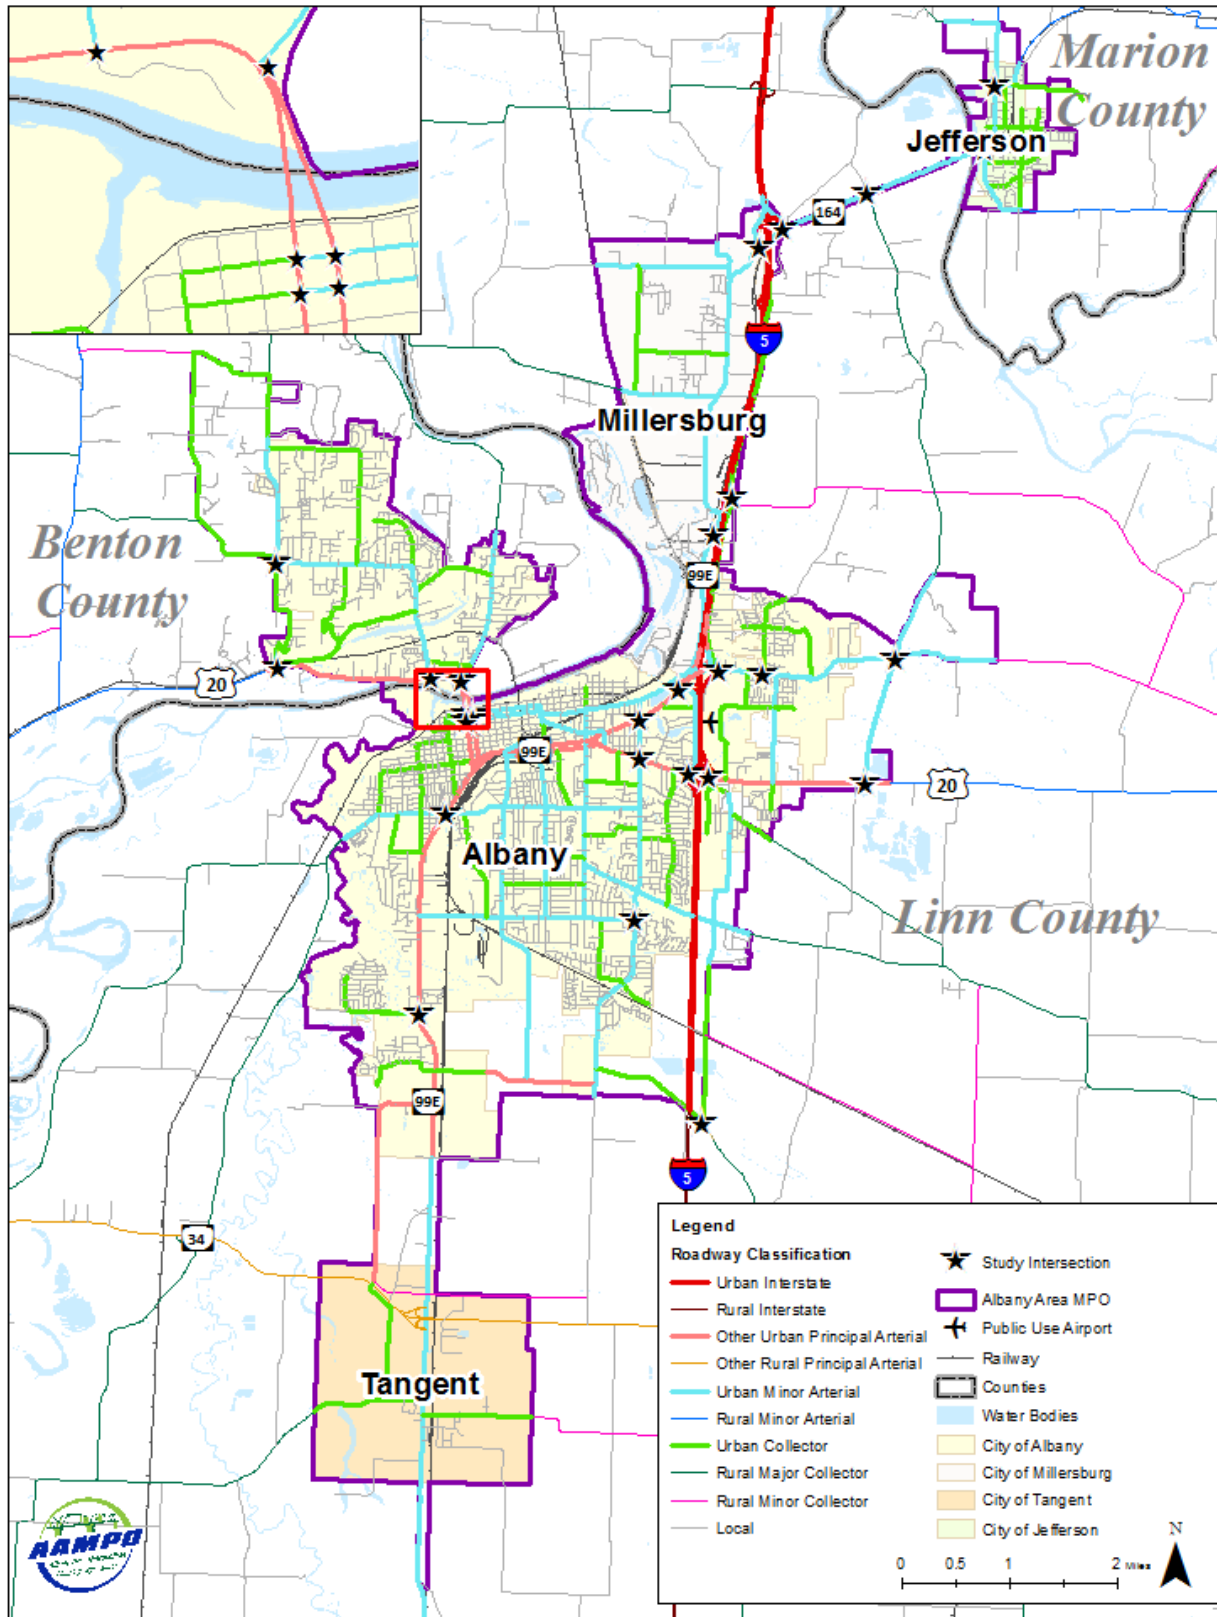 Marion
County
Jefferson
164
5
Millersburg
Benton
County
99E
20
99E
20
Albany
Linn County
99E
5
34
Tangent
Legend
Roadway Classification
Urban Interstate
Rural Interstate
Other Urban Principal Arterial
Other Rural Principal Arterial
Urban Minor Arterial
Rural Minor Arterial
Urban Collector
Rural Major Collector
Rural Minor Collector
Local
Study Intersection
Albany Area MPO
Public Use Airport
Railway
Counties
Water Bodies
City of Albany
City of Millersburg
City of Tangent
City of Jefferson
N
0 0.5 1 2 Miles
AAMPO